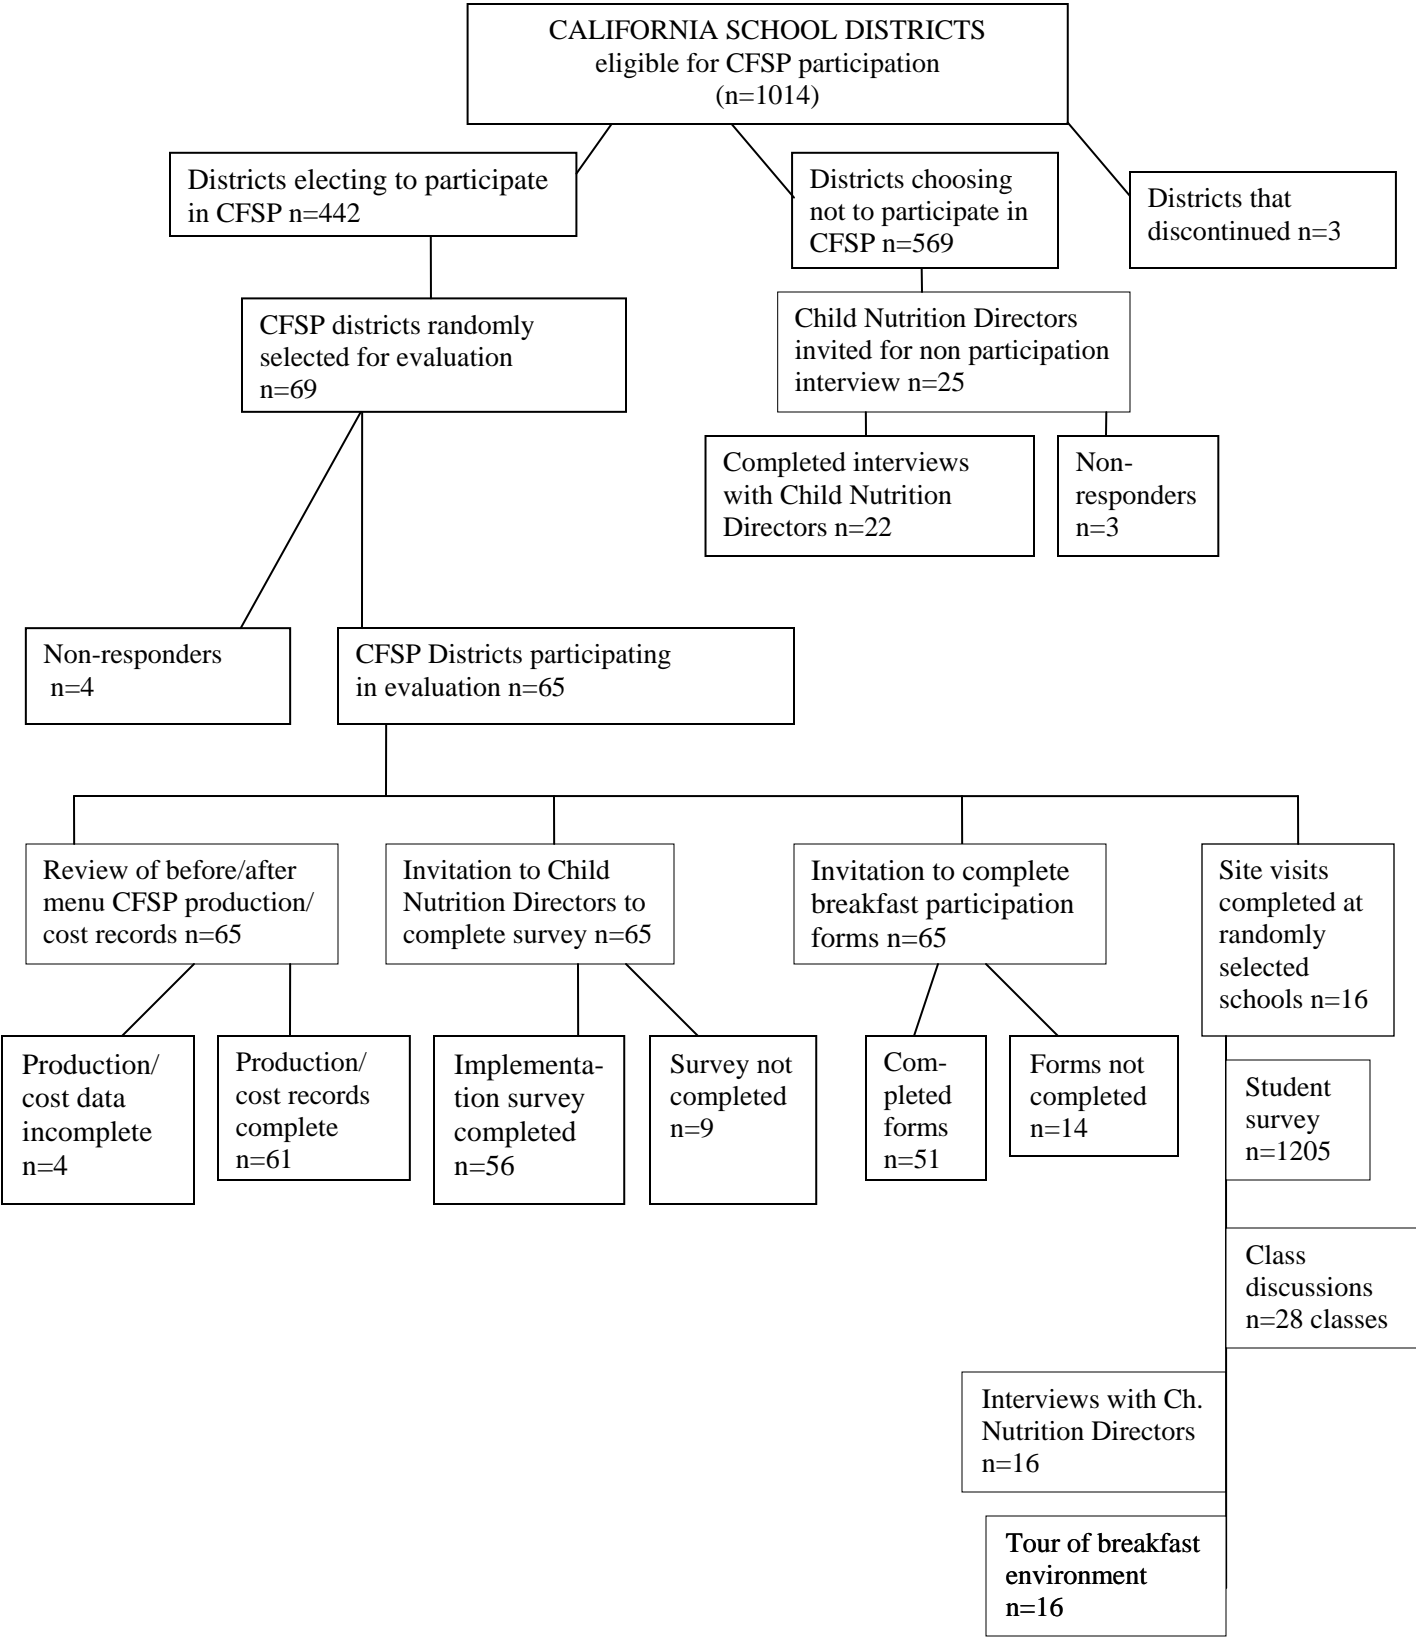 CALIFORNIA SCHOOL DISTRICTS
eligible for CFSP participation
(n=1014)
Districts electing to participate
in CFSP n=442
Districts choosing
not to participate in
CFSP n=569
Districts that
discontinued n=3
CFSP districts randomly
selected for evaluation
n=69
Child Nutrition Directors
invited for non participation
interview n=25
Completed interviews
with Child Nutrition
Directors n=22
Non-
responders
n=3
Non-responders
n=4
CFSP Districts participating
in evaluation n=65
Review of before/after
menu CFSP production/
cost records n=65
Invitation to Child
Nutrition Directors to
complete survey n=65
Invitation to complete
breakfast participation
forms n=65
Site visits
completed at
randomly
selected
schools n=16
Production/
cost data
incomplete
n=4
Production/
cost records
complete
n=61
Implementa-
tion survey
completed
n=56
Survey not
completed
n=9
Com-
pleted
forms
n=51
Forms not
completed
n=14
Student
survey
n=1205
Class
discussions
n=28 classes
Interviews with Ch.
Nutrition Directors
n=16
Tour of breakfast
environment
n=16